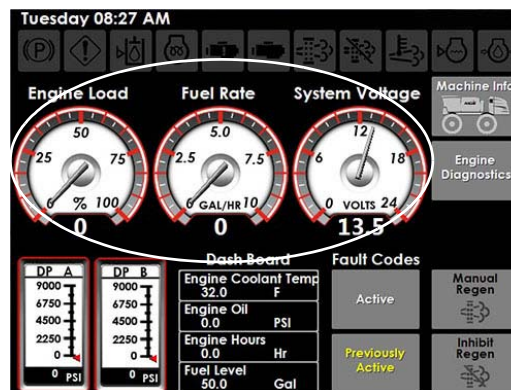 Tuesday 08:27 AM
Engine Load
Fuel Rate
System Voltage
Machine Info
50
25
75
0
%
100
0
5.0
2.5
7.5
GAL/HR
10
0
12
6
18
0
VOLTS
24
13.5
Engine
Diagnostics
DP A
9000
6750
4500
2250
0
0 PSI
DP B
9000
6750
4500
2250
0
0 PSI
Dash Board
Engine Coolant Temp
32.0 F
Engine Oil
0.0 PSI
Engine Hours
0.0 Hr
Fuel Level
50.0 Gal
Fault Codes
Active
Previously
Active
Manual
Regen
Inhibit
Regen